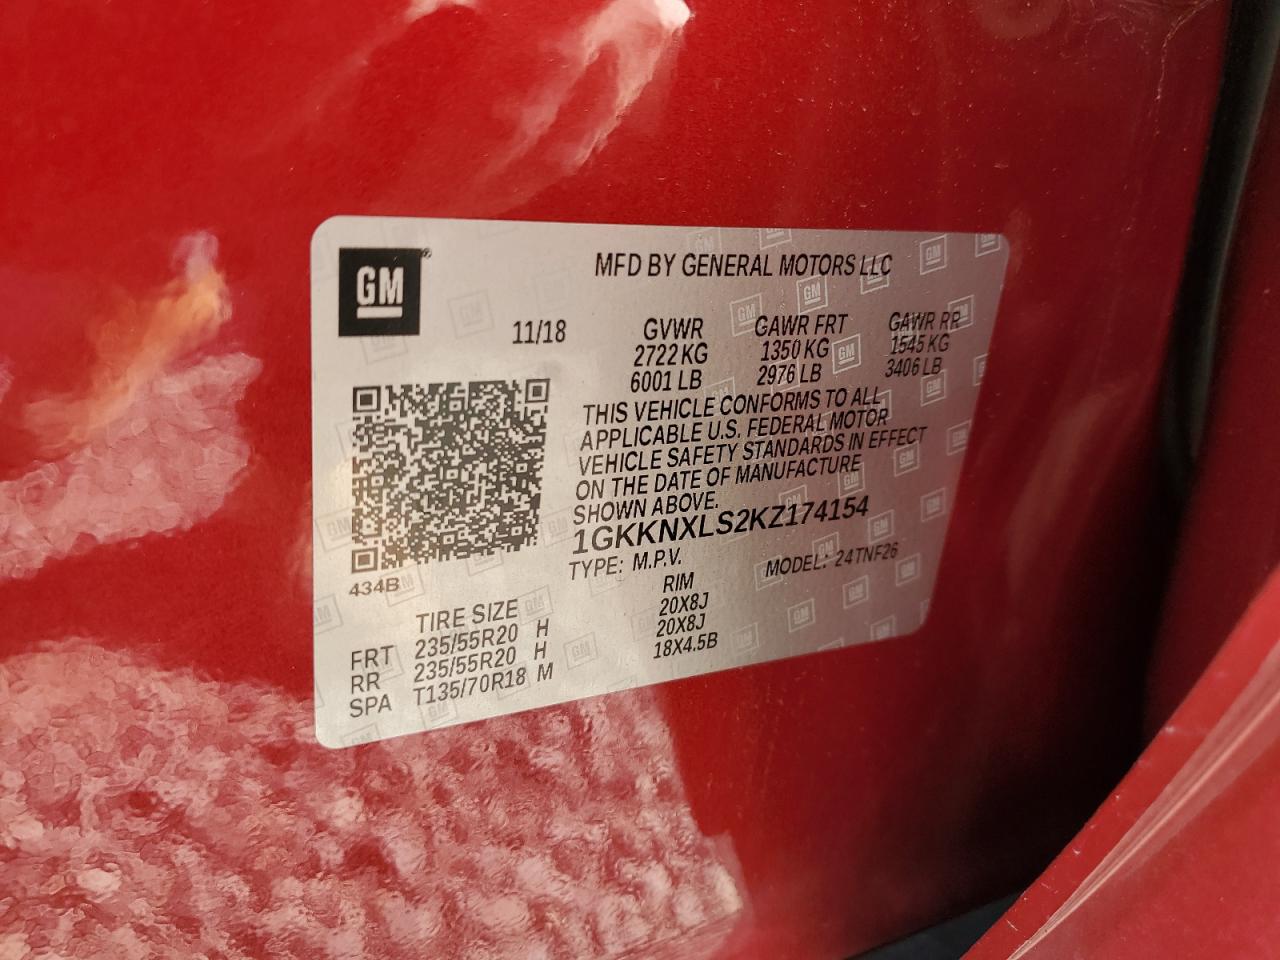 GM®
MFD BY GENERAL MOTORS LLC
11/18 GVWR GAWR FRT GAWR RR
2722 KG 1350 KG 1545 KG
6001 LB 2976 LB 3406 LB
THIS VEHICLE CONFORMS TO ALL
APPLICABLE U.S. FEDERAL MOTOR
VEHICLE SAFETY STANDARDS IN EFFECT
ON THE DATE OF MANUFACTURE
SHOWN ABOVE.
1GKKNXLS2KZ174154
TYPE: M.P.V. MODEL: 24TNF26
434B
TIRE SIZE RIM
FRT 235/55R20 H 20X8J
RR 235/55R20 H 20X8J
SPA T135/70R18 M 18X4.5B